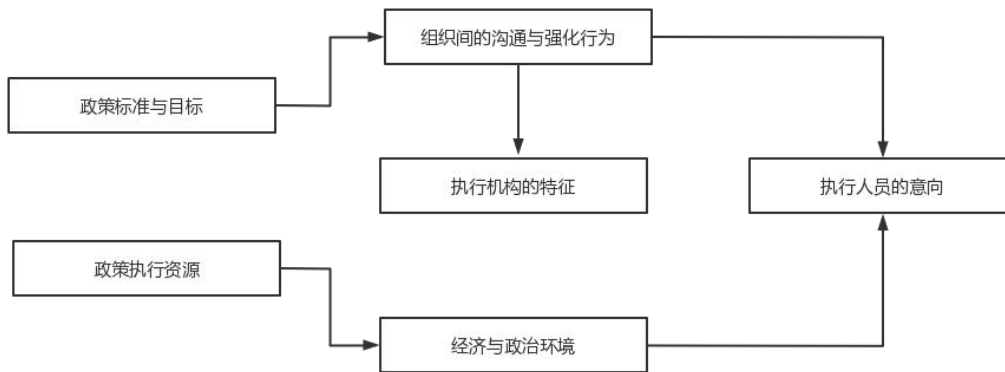 组织间的沟通与强化行为
政策标准与目标
执行机构的特征
执行人员的意向
政策执行资源
经济与政治环境